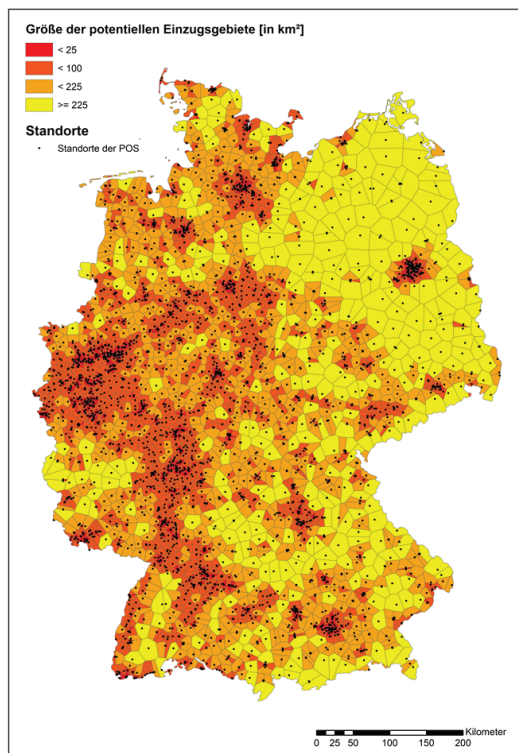 Größe der potentiellen Einzugsgebiete [in km²]
< 25
< 100
< 225
>= 225
Standorte
Standorte der POS
Kilometer
0 25 50 100 150 200